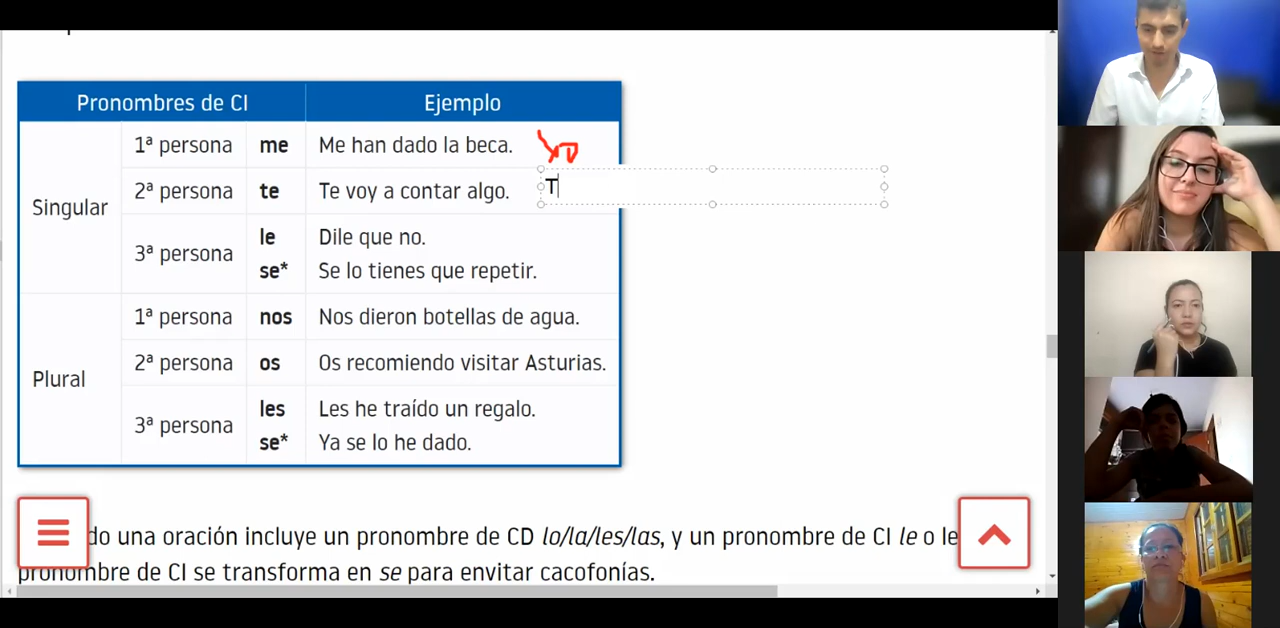 Pronombres de CI Ejemplo
Singular
1ª persona me Me han dado la beca.
2ª persona te Te voy a contar algo. T
3ª persona le Dile que no.
se* Se lo tienes que repetir.
Plural
1ª persona nos Nos dieron botellas de agua.
2ª persona os Os recomiendo visitar Asturias.
3ª persona les Les he traído un regalo.
se* Ya se lo he dado.
do una oración incluye un pronombre de CD lo/la/les/las, y un pronombre de CI le o le
pronombre de CI se transforma en se para envitar cacofonías.